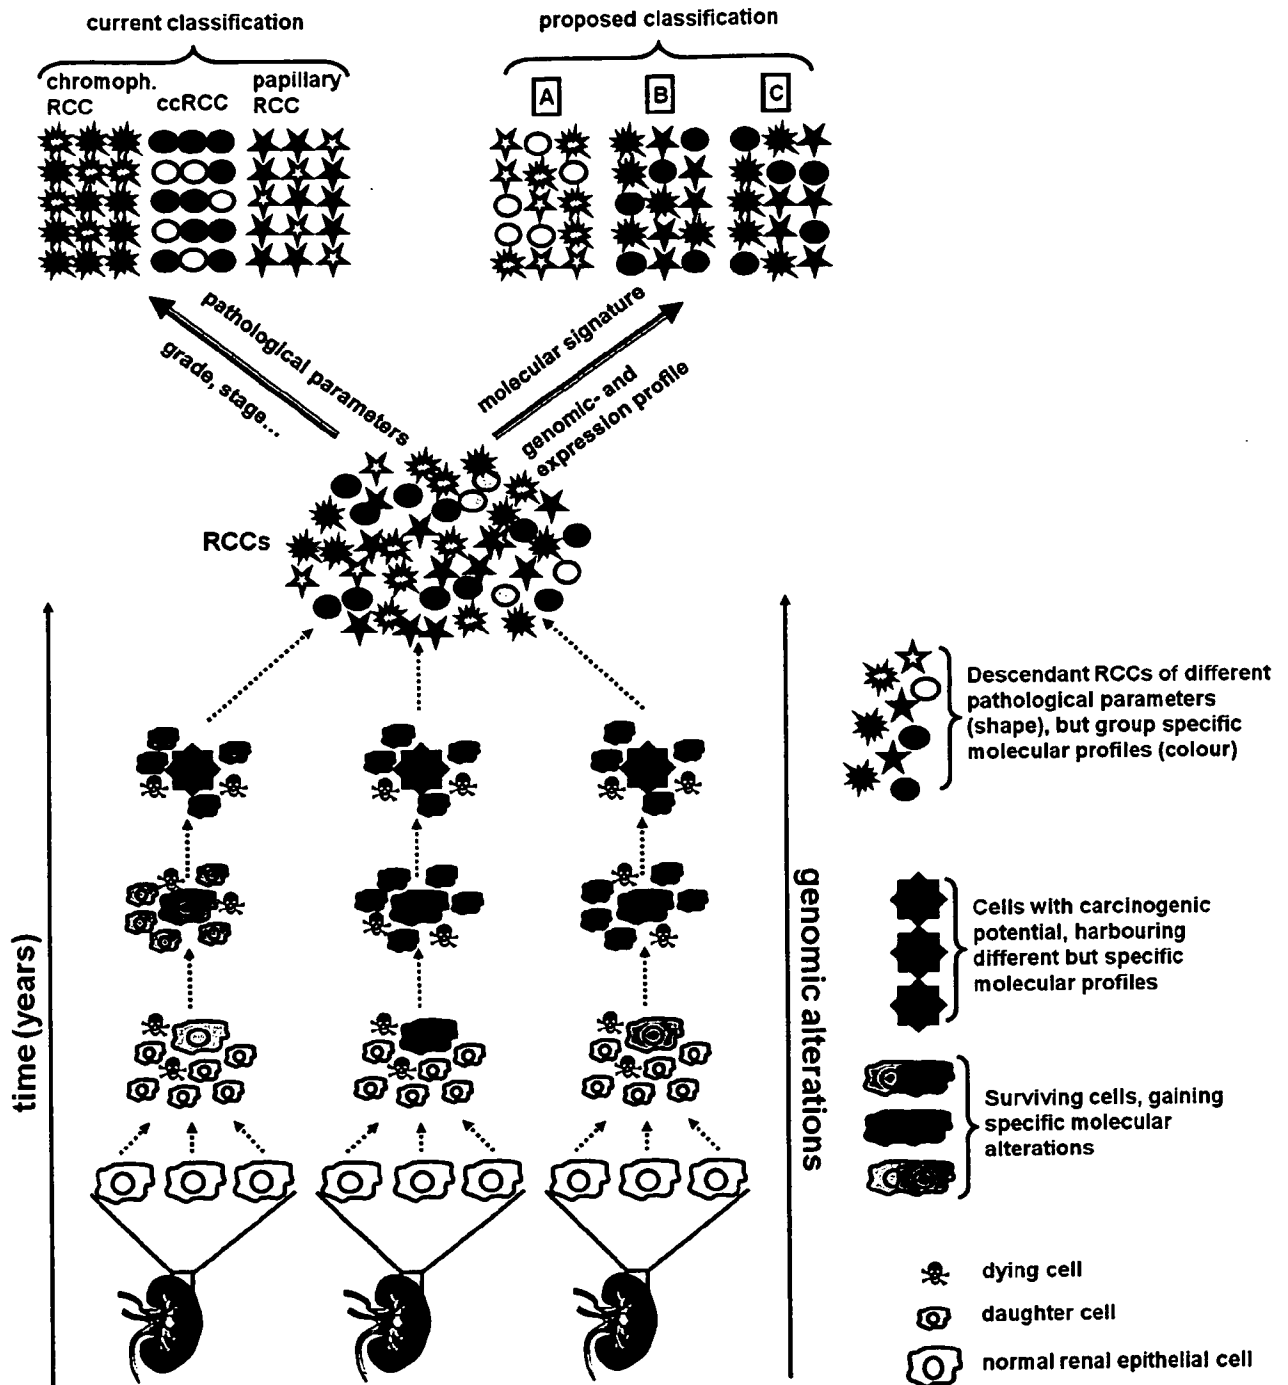 current classification
proposed classification
chromoph.
RCC
ccRCC
papillary
RCC
A
B
C
pathological parameters
grade, stage...
molecular signature
genomic- and
expression profile
RCCs
time (years)
genomic alterations
Descendant RCCs of different
pathological parameters
(shape), but group specific
molecular profiles (colour)
Cells with carcinogenic
potential, harbouring
different but specific
molecular profiles
Surviving cells, gaining
specific molecular
alterations
dying cell
daughter cell
normal renal epithelial cell